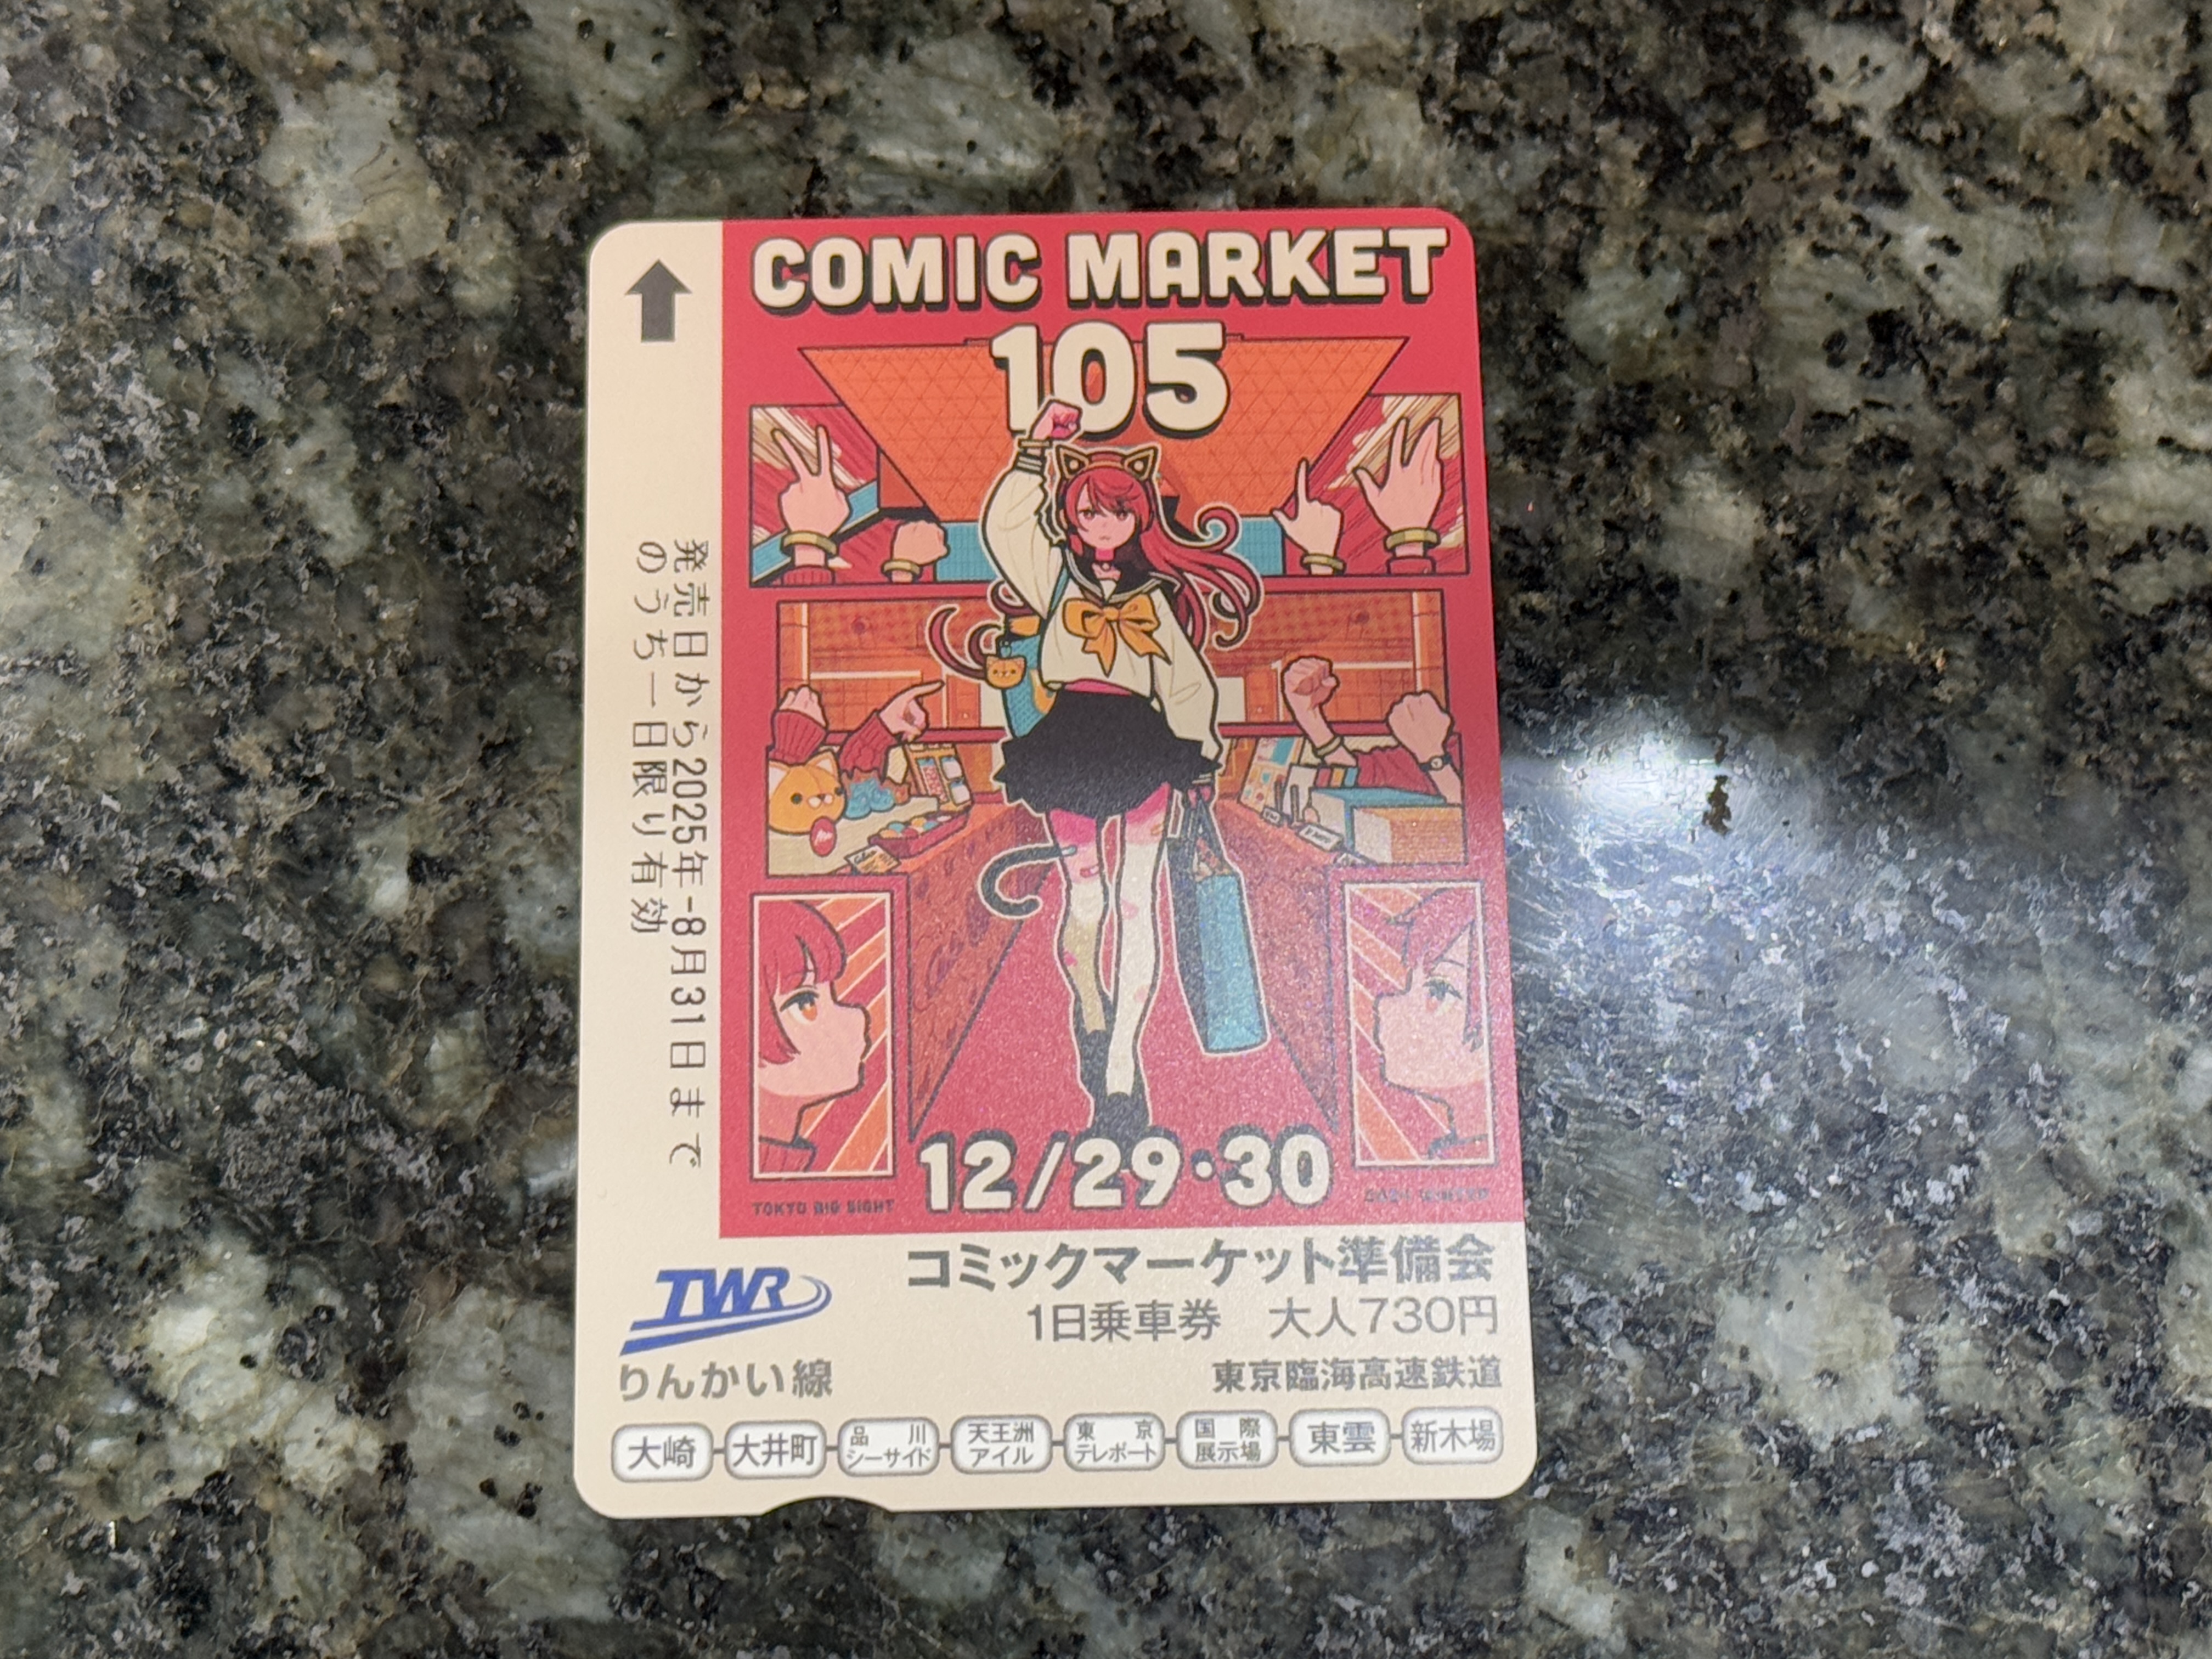 COMIC MARKET
105
発売日から2025年-8月31日まで
のうち一日限り有効
12/29・30
TOKYO BIG SIGHT
コミックマーケット準備会
1日乗車券　大人730円
TWR
りんかい線
東京臨海高速鉄道
大崎
大井町
品川シーサイド
天王洲アイル
東京テレポート
国際展示場
東雲
新木場